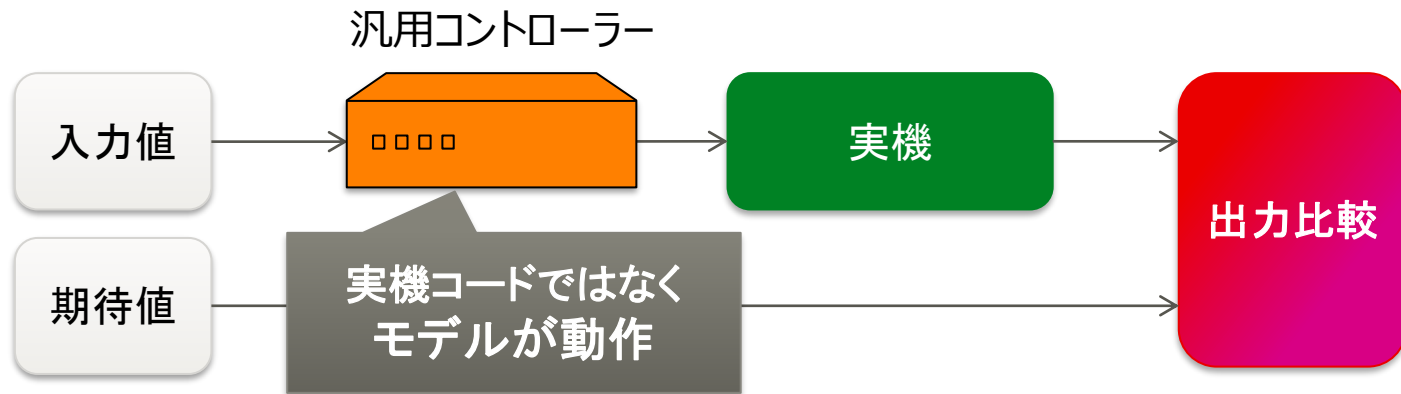 汎用コントローラー
入力値
実機
出力比較
期待値
実機コードではなく
モデルが動作